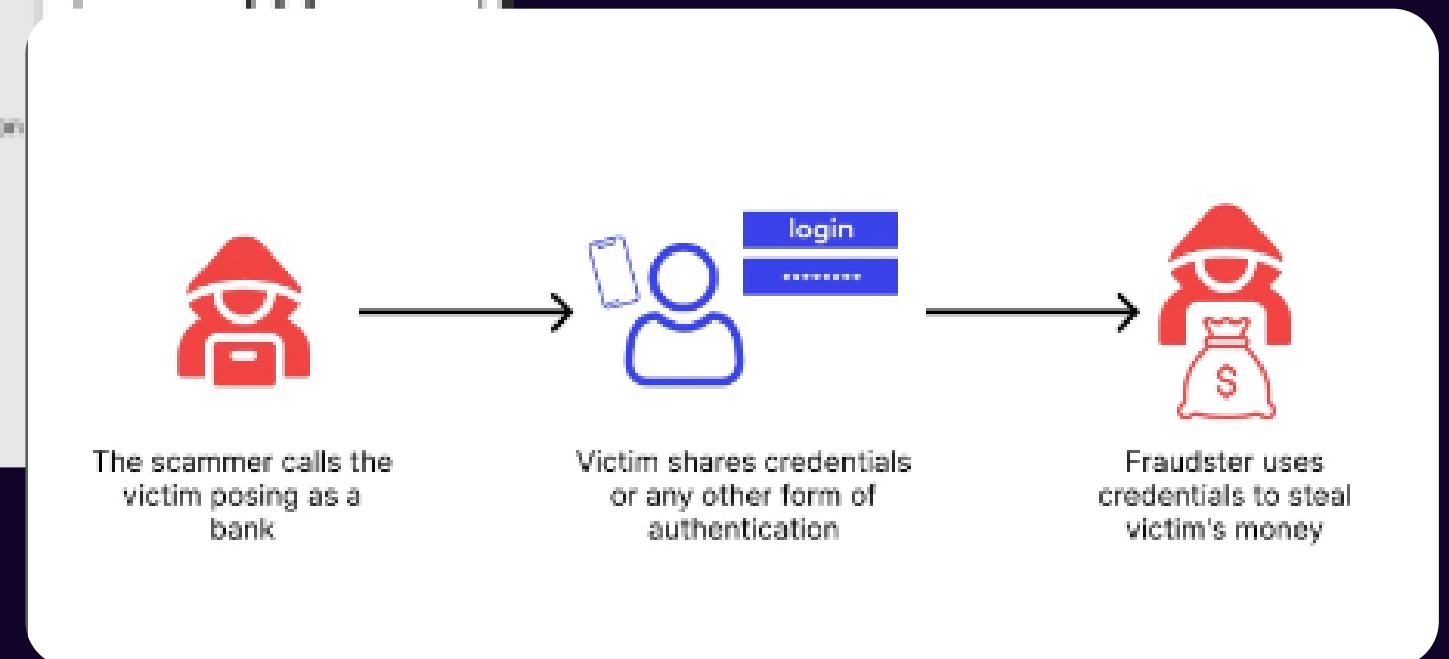 login
The scammer calls the
victim posing as a
bank
Victim shares credentials
or any other form of
authentication
$
Fraudster uses
credentials to steal
victim's money